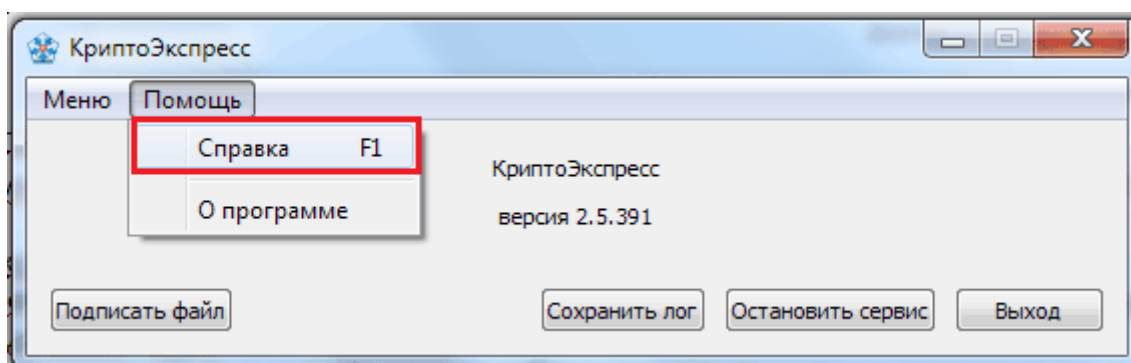 КриптоЭкспресс
Меню Помощь
Справка F1
О программе
КриптоЭкспресс
версия 2.5.391
Подписать файл Сохранить лог Остановить сервис Выход